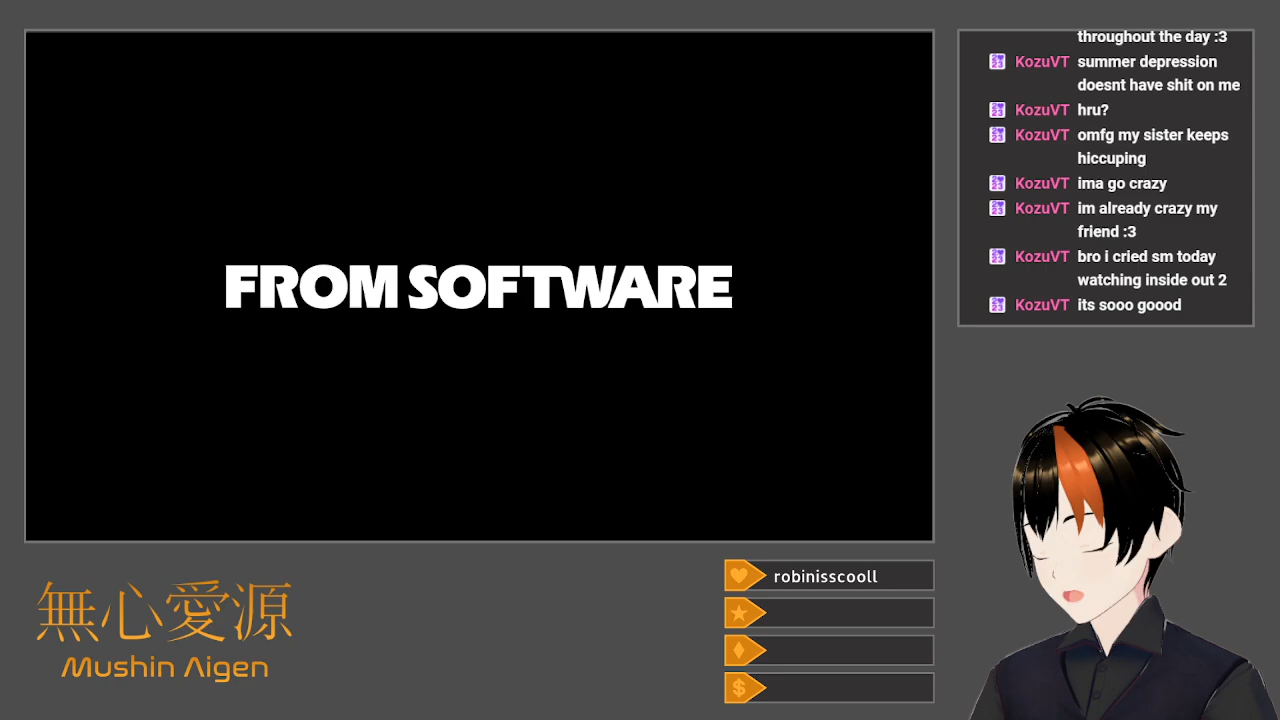 FROM SOFTWARE
throughout the day :3
KozuVT summer depression
doesnt have shit on me
KozuVT hru?
KozuVT omfg my sister keeps
hiccuping
KozuVT ima go crazy
KozuVT im already crazy my
friend :3
KozuVT bro i cried sm today
watching inside out 2
KozuVT its sooo goood
無心愛源
Mushin Aigen
robinisscooll
$